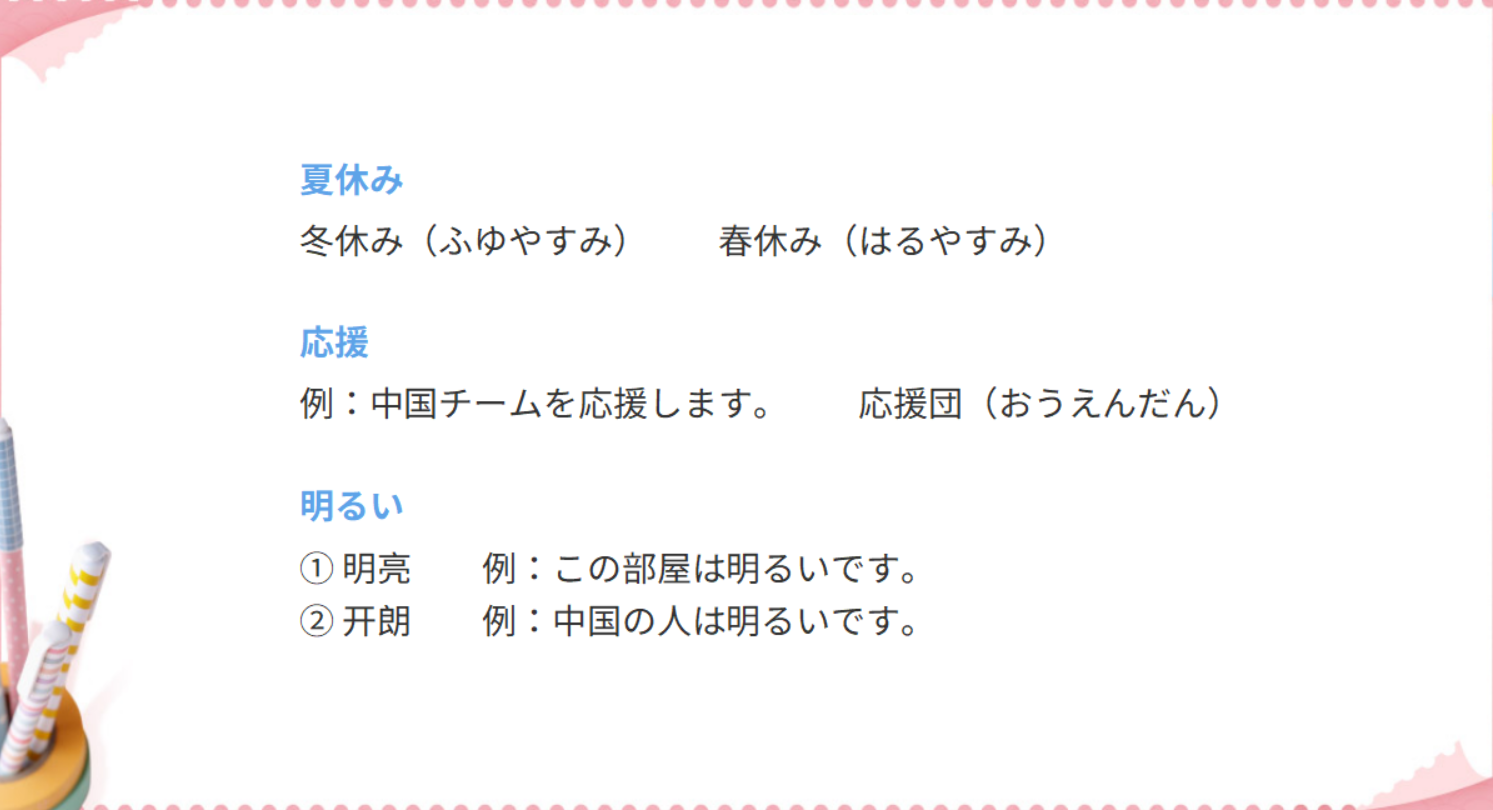 夏休み
冬休み（ふゆやすみ）　　春休み（はるやすみ）
応援
例：中国チームを応援します。　　応援団（おうえんだん）
明るい
① 明亮　　例：この部屋は明るいです。
② 开朗　　例：中国の人は明るいです。